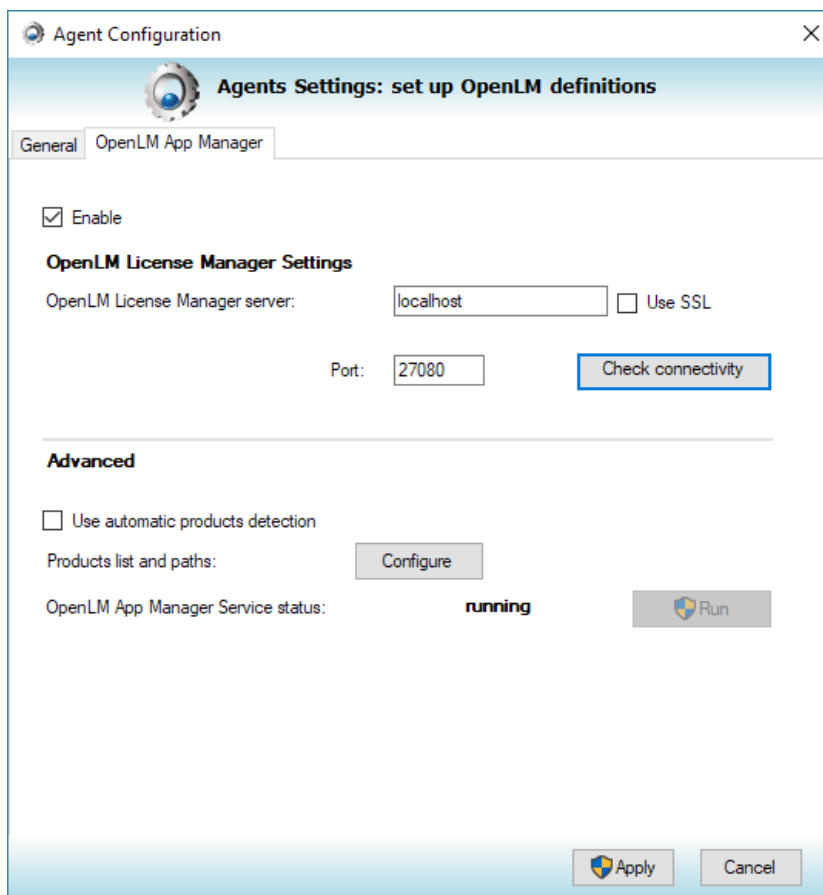 Agent Configuration
Agents Settings: set up OpenLM definitions
General OpenLM App Manager
Enable
OpenLM License Manager Settings
OpenLM License Manager server: localhost Use SSL
Port: 27080 Check connectivity
Advanced
Use automatic products detection
Products list and paths: Configure
OpenLM App Manager Service status: running Run
Apply Cancel